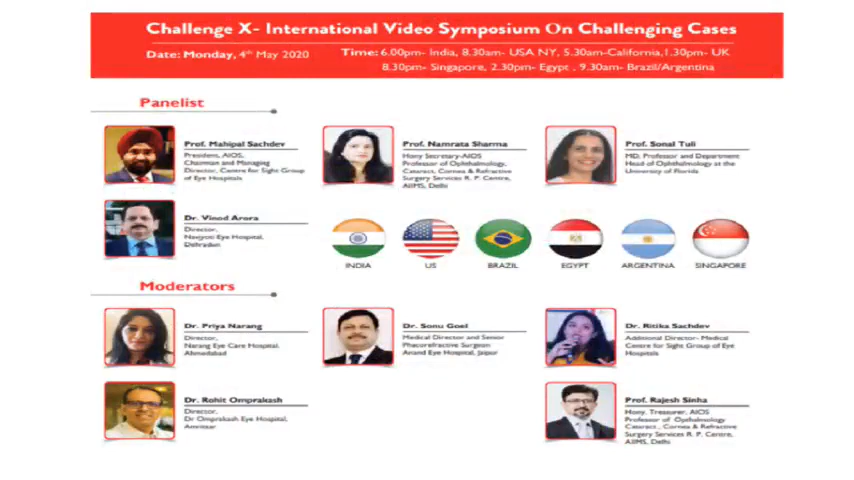 Challenge X- International Video Symposium On Challenging Cases
Date: Monday, 4th May 2020
Time: 6.00pm- India, 8.30am- USA NY, 5.30am-California,1.30pm- UK
8.30pm- Singapore, 2.30pm- Egypt , 9.30am- Brazil/Argentina
Panelist
Prof. Mahipal Sachdev
President, AIOS,
Chairman and Managing
Director, Centre for Sight Group
of Eye Hospitals
Prof. Namrata Sharma
Hony Secretary-AIOS
Professor of Ophthalmology,
Cataract, Cornea & Refractive
Surgery Services R. P. Centre,
AIIMS, Delhi
Prof. Sonal Tuli
MD, Professor and Department
Head of Ophthalmology at the
University of Florida
Dr. Vinod Arora
Director,
Navjyoti Eye Hospital,
Dehradun
INDIA
US
BRAZIL
EGYPT
ARGENTINA
SINGAPORE
Moderators
Dr. Priya Narang
Director,
Narang Eye Care Hospital,
Ahmedabad
Dr. Sonu Goel
Medical Director and Senior
Phacorefractive Surgeon
Anand Eye Hospital, Jaipur
Dr. Ritika Sachdev
Additional Director- Medical
Centre for Sight Group of Eye
Hospitals
Dr. Rohit Omprakash
Director,
Dr Omprakash Eye Hospital,
Amritsar
Prof. Rajesh Sinha
Hony. Treasurer, AIOS
Professor of Opthalmology
Cataract , Cornea & Refractive
Surgery Services R. P. Centre,
AIIMS, Delhi